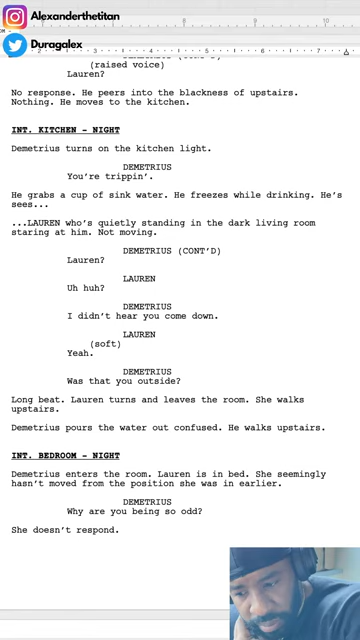 Alexanderthetitan
Duragalex
2 3 4 5 6 7
(raised voice)
Lauren?
No response. He peers into the blackness of upstairs.
Nothing. He moves to the kitchen.
INT. KITCHEN - NIGHT
Demetrius turns on the kitchen light.
DEMETRIUS
You're trippin'.
He grabs a cup of sink water. He freezes while drinking. He's
sees...
...LAUREN who's quietly standing in the dark living room
staring at him. Not moving.
DEMETRIUS (CONT'D)
Lauren?
LAUREN
Uh huh?
DEMETRIUS
I didn't hear you come down.
LAUREN
(soft)
Yeah.
DEMETRIUS
Was that you outside?
Long beat. Lauren turns and leaves the room. She walks
upstairs.
Demetrius pours the water out confused. He walks upstairs.
INT. BEDROOM - NIGHT
Demetrius enters the room. Lauren is in bed. She seemingly
hasn't moved from the position she was in earlier.
DEMETRIUS
Why are you being so odd?
She doesn't respond.